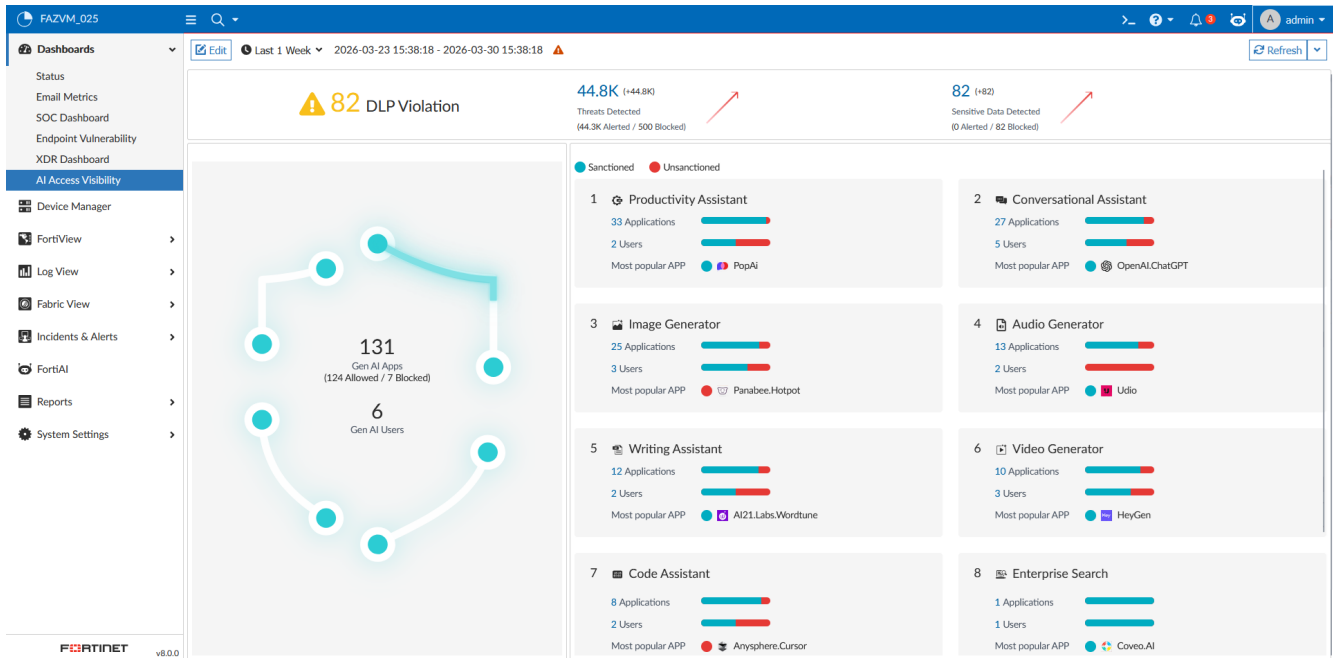 FAZVM_025
admin
A
3
Dashboards
Status
Email Metrics
SOC Dashboard
Endpoint Vulnerability
XDR Dashboard
AI Access Visibility
Device Manager
FortiView
Log View
Fabric View
Incidents & Alerts
FortiAI
Reports
System Settings
FORTINET
v8.0.0
Edit
Last 1 Week
2026-03-23 15:38:18 - 2026-03-30 15:38:18
Refresh
82 DLP Violation
44.8K (+44.8K)
Threats Detected
(44.3K Alerted / 500 Blocked)
82 (+82)
Sensitive Data Detected
(0 Alerted / 82 Blocked)
131
Gen AI Apps
(124 Allowed / 7 Blocked)
6
Gen AI Users
Sanctioned Unsanctioned
1 Productivity Assistant
33 Applications
2 Users
Most popular APP PopAi
2 Conversational Assistant
27 Applications
5 Users
Most popular APP OpenAI.ChatGPT
3 Image Generator
25 Applications
3 Users
Most popular APP Panabee.Hotpot
4 Audio Generator
13 Applications
2 Users
Most popular APP Udio
5 Writing Assistant
12 Applications
2 Users
Most popular APP AI21.Labs.Wordtune
6 Video Generator
10 Applications
3 Users
Most popular APP HeyGen
7 Code Assistant
8 Applications
2 Users
Most popular APP Anysphere.Cursor
8 Enterprise Search
1 Applications
1 Users
Most popular APP Coveo.AI